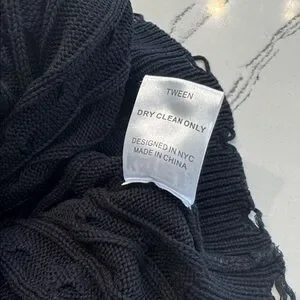 TWEEN
DRY CLEAN ONLY
DESIGNED IN NYC
MADE IN CHINA